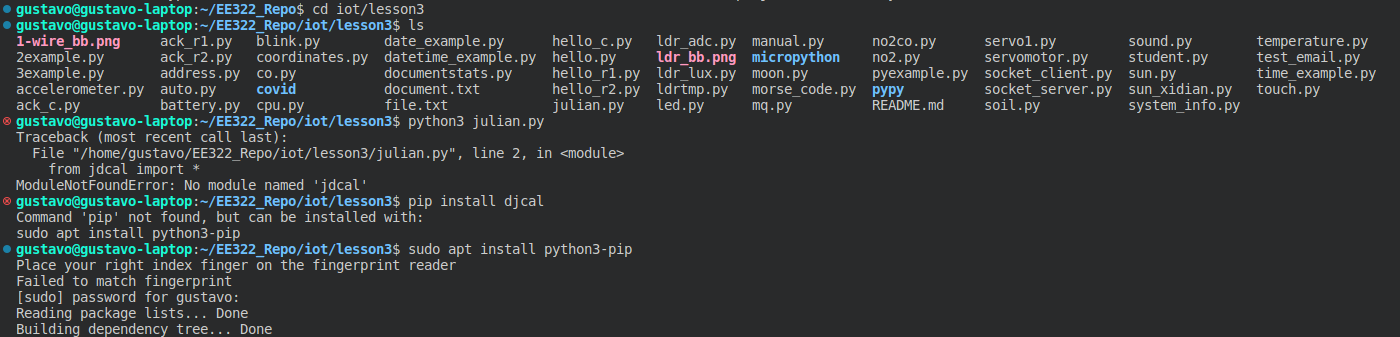 gustavo@gustavo-laptop:~/EE322_Repo$ cd iot/lesson3
gustavo@gustavo-laptop:~/EE322_Repo/iot/lesson3$ ls
1-wire_bb.png     ack_r1.py   blink.py        date_example.py      hello_c.py   ldr_adc.py  manual.py      no2co.py      servo1.py         sound.py        temperature.py
2example.py       ack_r2.py   coordinates.py  datetime_example.py  hello.py     ldr_bb.png  micropython    no2.py        servomotor.py     student.py      test_email.py
3example.py       address.py  co.py           documentstats.py     hello_r1.py  ldr_lux.py  moon.py        pyexample.py  socket_client.py  sun.py          time_example.py
accelerometer.py  auto.py     covid           document.txt         hello_r2.py  ldrtmp.py   morse_code.py  pypy          socket_server.py  sun_xidian.py   touch.py
ack_c.py          battery.py  cpu.py          file.txt             julian.py    led.py      mq.py          README.md     soil.py           system_info.py
gustavo@gustavo-laptop:~/EE322_Repo/iot/lesson3$ python3 julian.py
Traceback (most recent call last):
  File "/home/gustavo/EE322_Repo/iot/lesson3/julian.py", line 2, in <module>
    from jdcal import *
ModuleNotFoundError: No module named 'jdcal'
gustavo@gustavo-laptop:~/EE322_Repo/iot/lesson3$ pip install djcal
Command 'pip' not found, but can be installed with:
sudo apt install python3-pip
gustavo@gustavo-laptop:~/EE322_Repo/iot/lesson3$ sudo apt install python3-pip
Place your right index finger on the fingerprint reader
Failed to match fingerprint
[sudo] password for gustavo:
Reading package lists... Done
Building dependency tree... Done